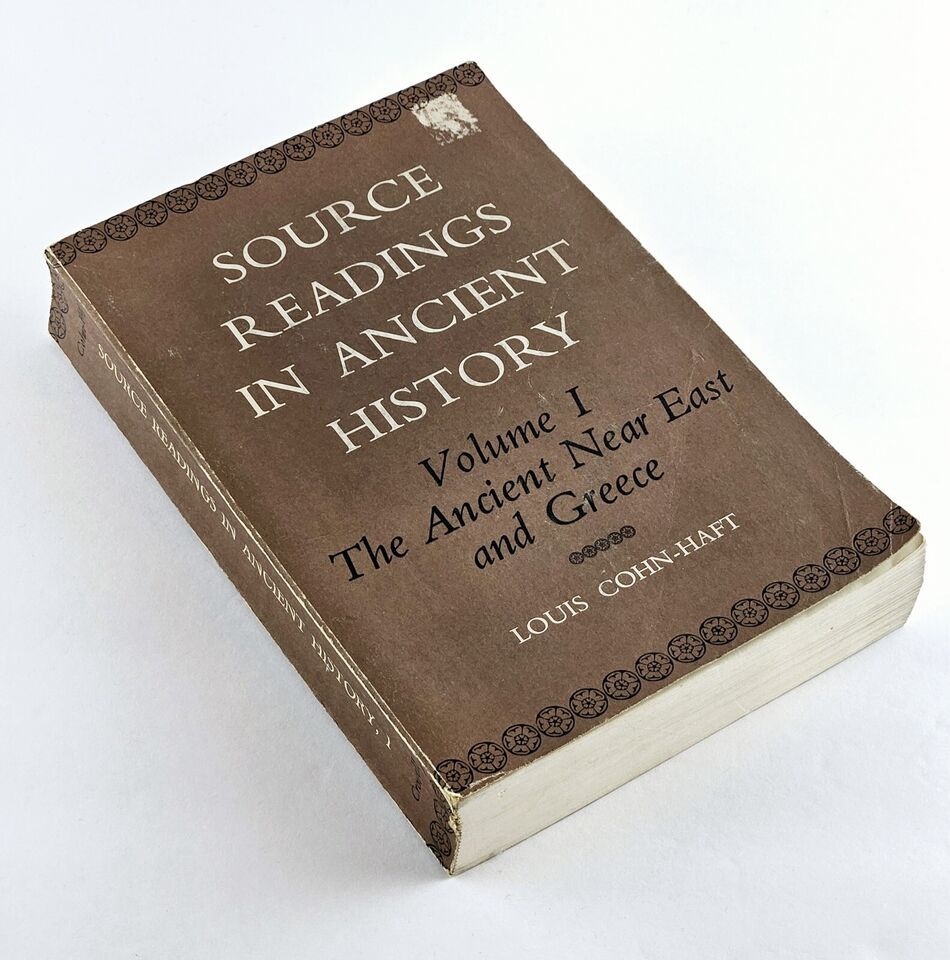 SOURCE
READINGS
IN ANCIENT
HISTORY
Volume I
The Ancient Near East
and Greece
LOUIS COHN-HAFT
SOURCE READINGS IN ANCIENT HISTORY, I